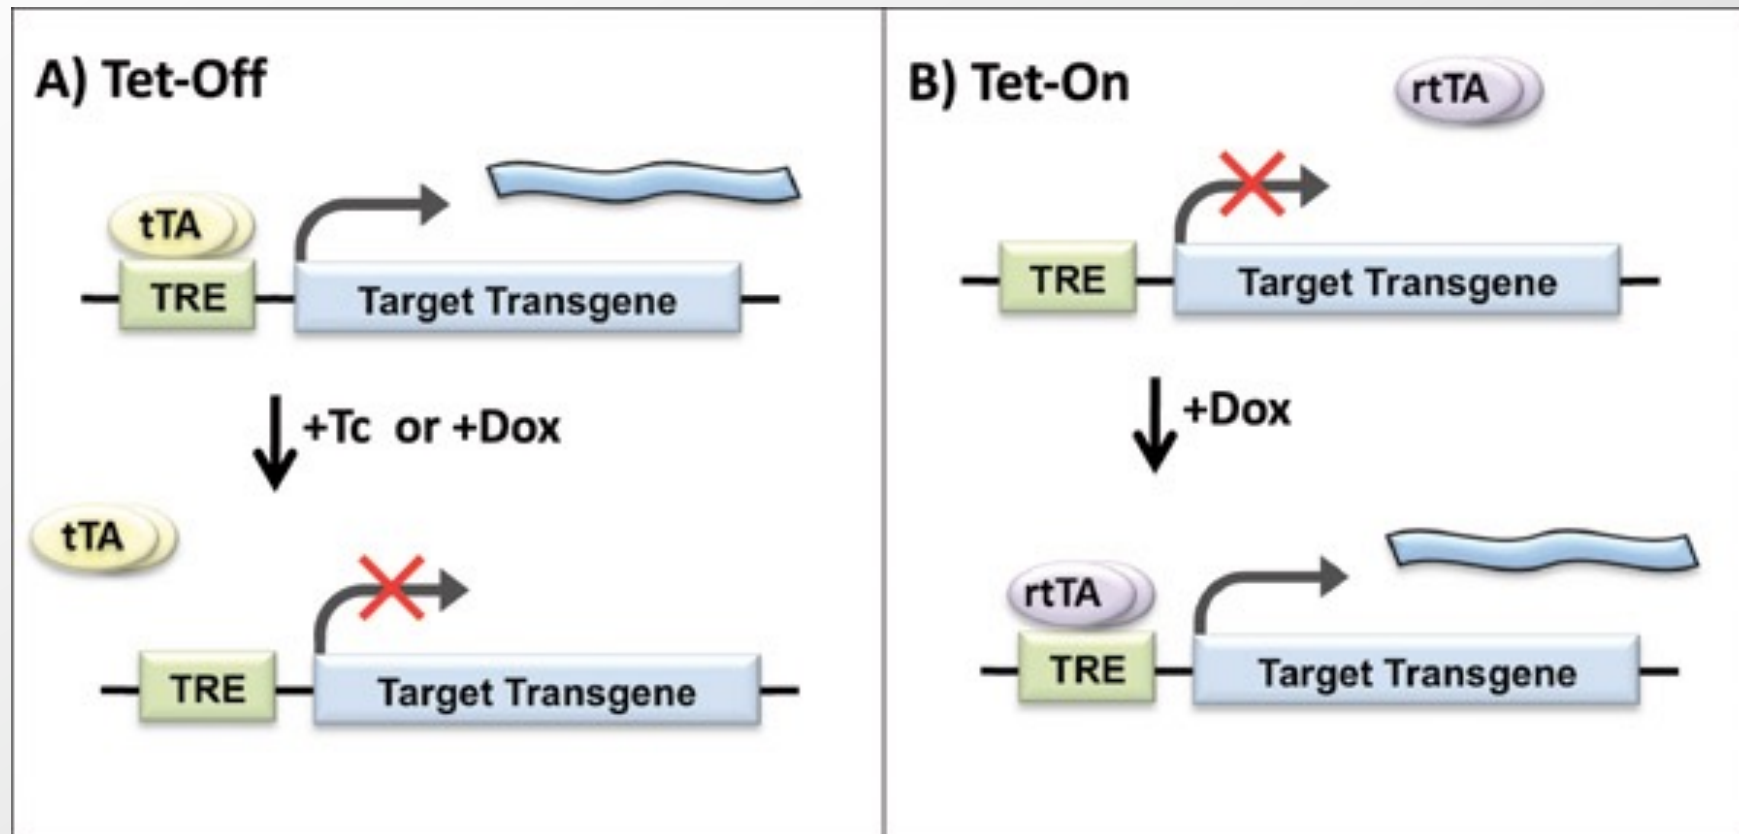 A) Tet-Off
tTA
TRE
Target Transgene
+Tc or +Dox
tTA
TRE
Target Transgene
B) Tet-On
rtTA
TRE
Target Transgene
+Dox
rtTA
TRE
Target Transgene